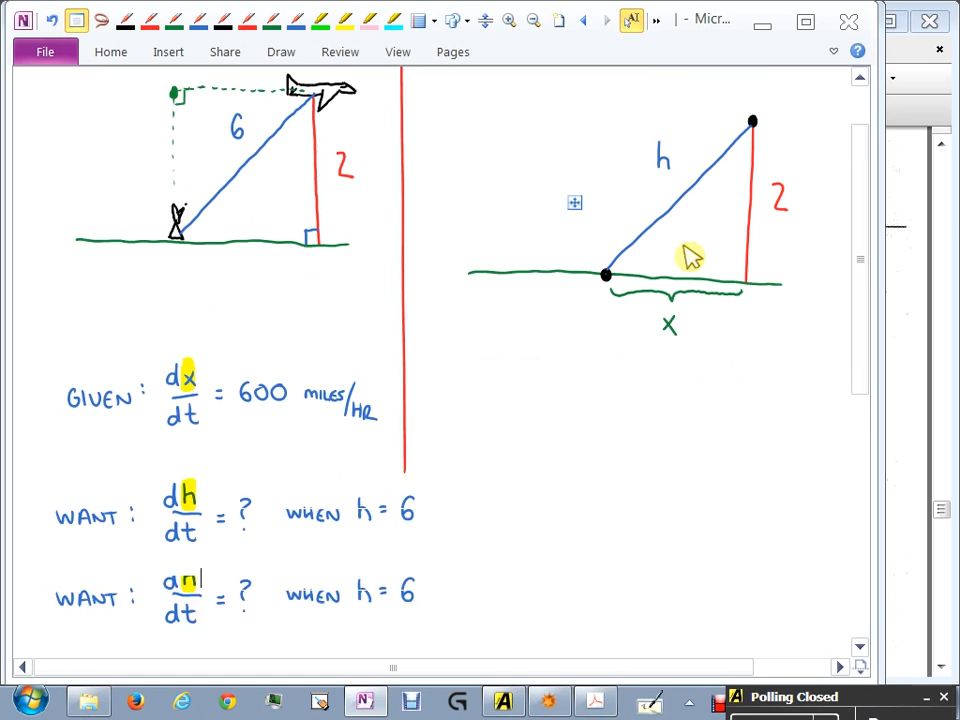 - Micr...
File Home Insert Share Draw Review View Pages
6
2
h
2
x
GIVEN: dx/dt = 600 MILES/HR
WANT: dh/dt = ? WHEN h = 6
WANT: dt = ? WHEN h = 6
Polling Closed